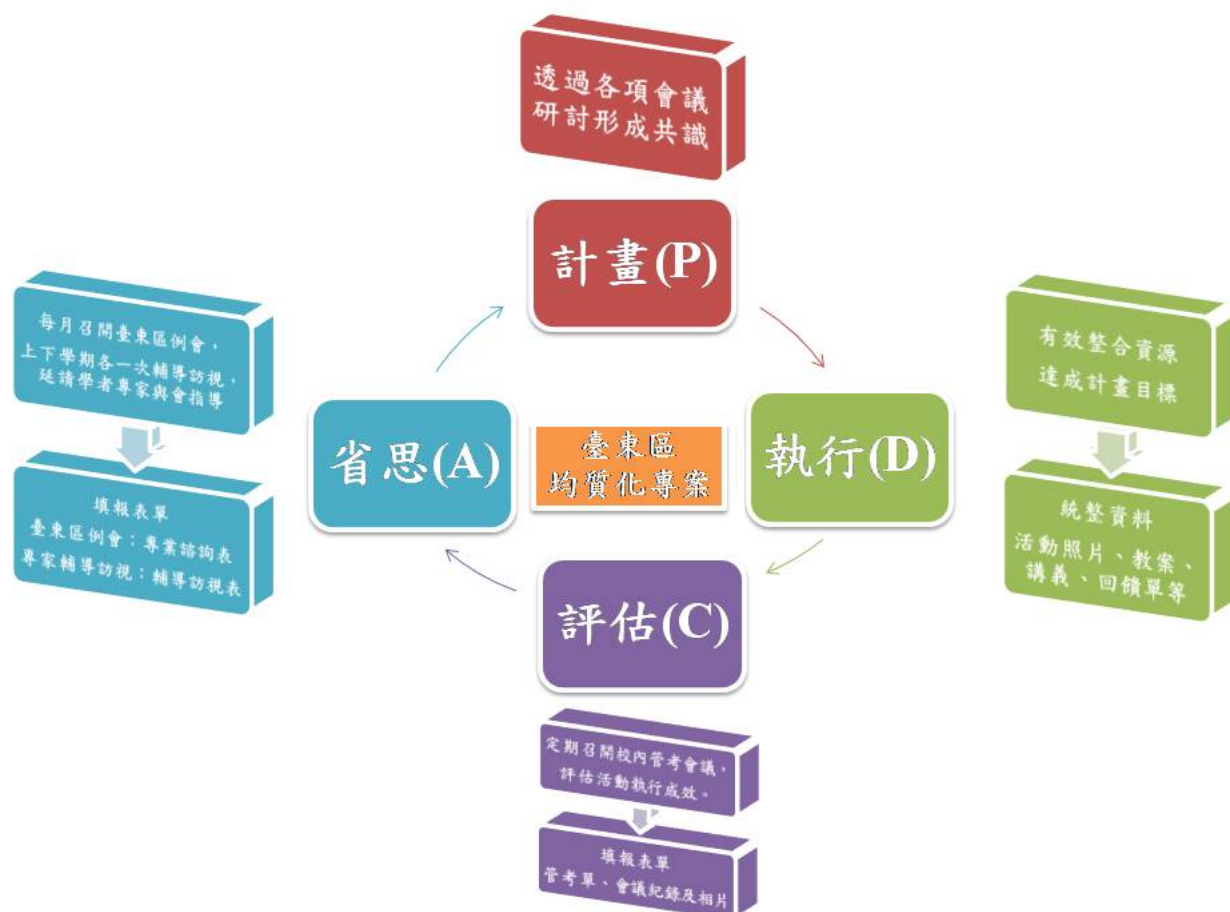 透過各項會議
研討形成共識
計畫(P)
每月召開臺東區例會，
上下學期各一次輔導訪視，
廷請學者專家與會指導
填報表單
臺東區例會：專業諮詢表
專家輔導訪視：輔導訪視表
省思(A)
臺東區
均質化專案
執行(D)
有效整合資源
達成計畫目標
統整資料
活動照片、教案、
講義、回饋單等
評估(C)
定期召開校內管考會議，
評估活動執行成效。
填報表單
管考單、會議紀錄及相片